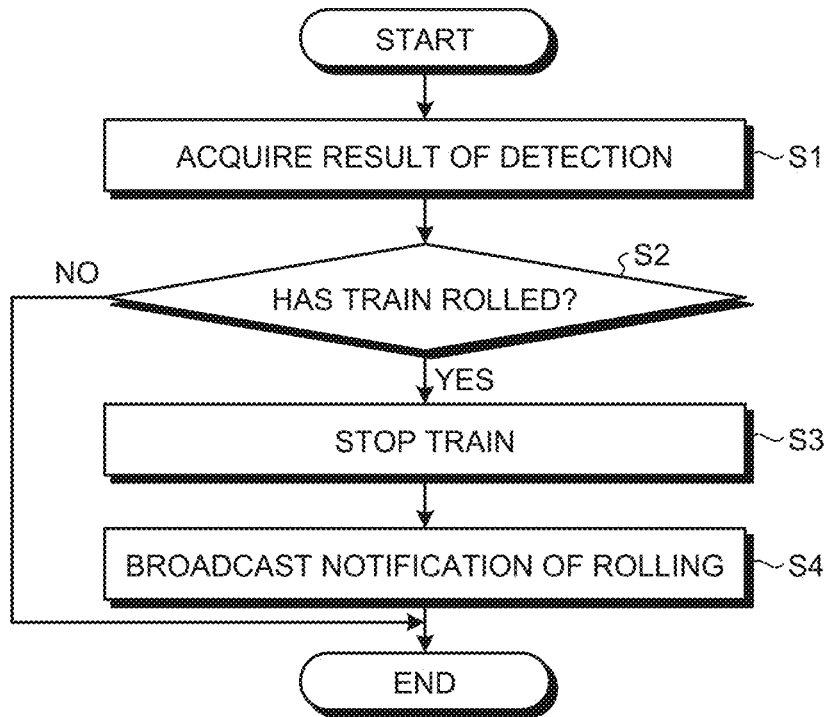 START
ACQUIRE RESULT OF DETECTION
S1
S2
NO
HAS TRAIN ROLLED?
YES
STOP TRAIN
S3
BROADCAST NOTIFICATION OF ROLLING
S4
END